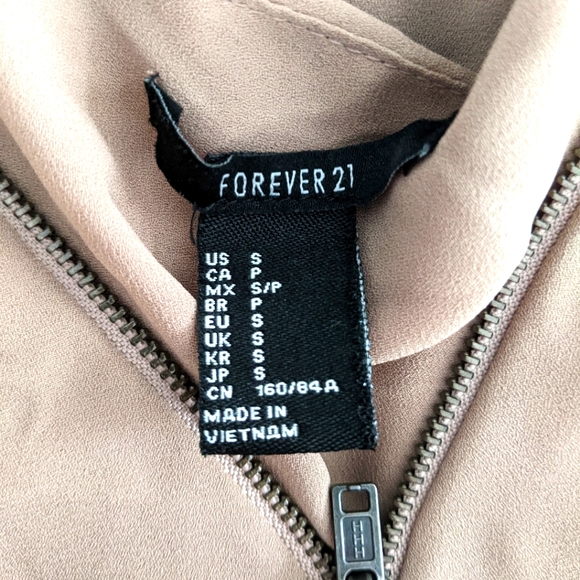 FOREVER 21
US S
CA P
MX S/P
BR P
EU S
UK S
KR S
JP S
CN 160/84A
MADE IN
VIETNAM